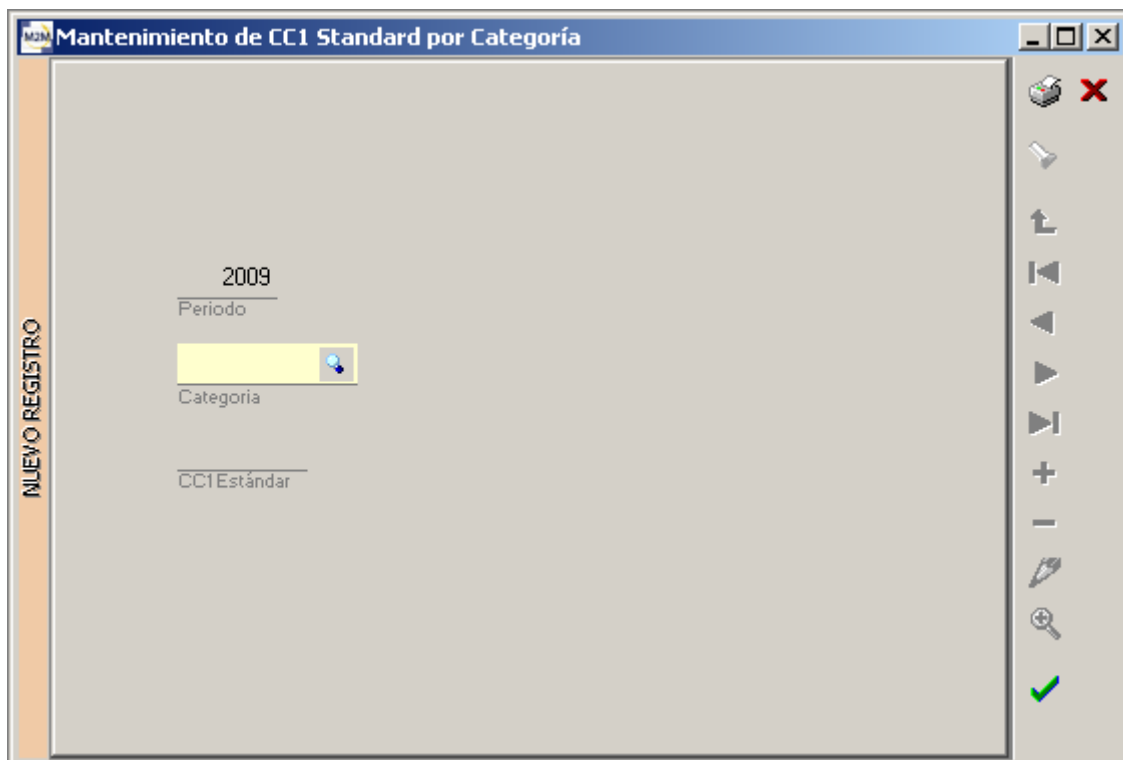 M2M Mantenimiento de CC1 Standard por Categoría
NUEVO REGISTRO
2009
Periodo
Categoria
CC1Estándar